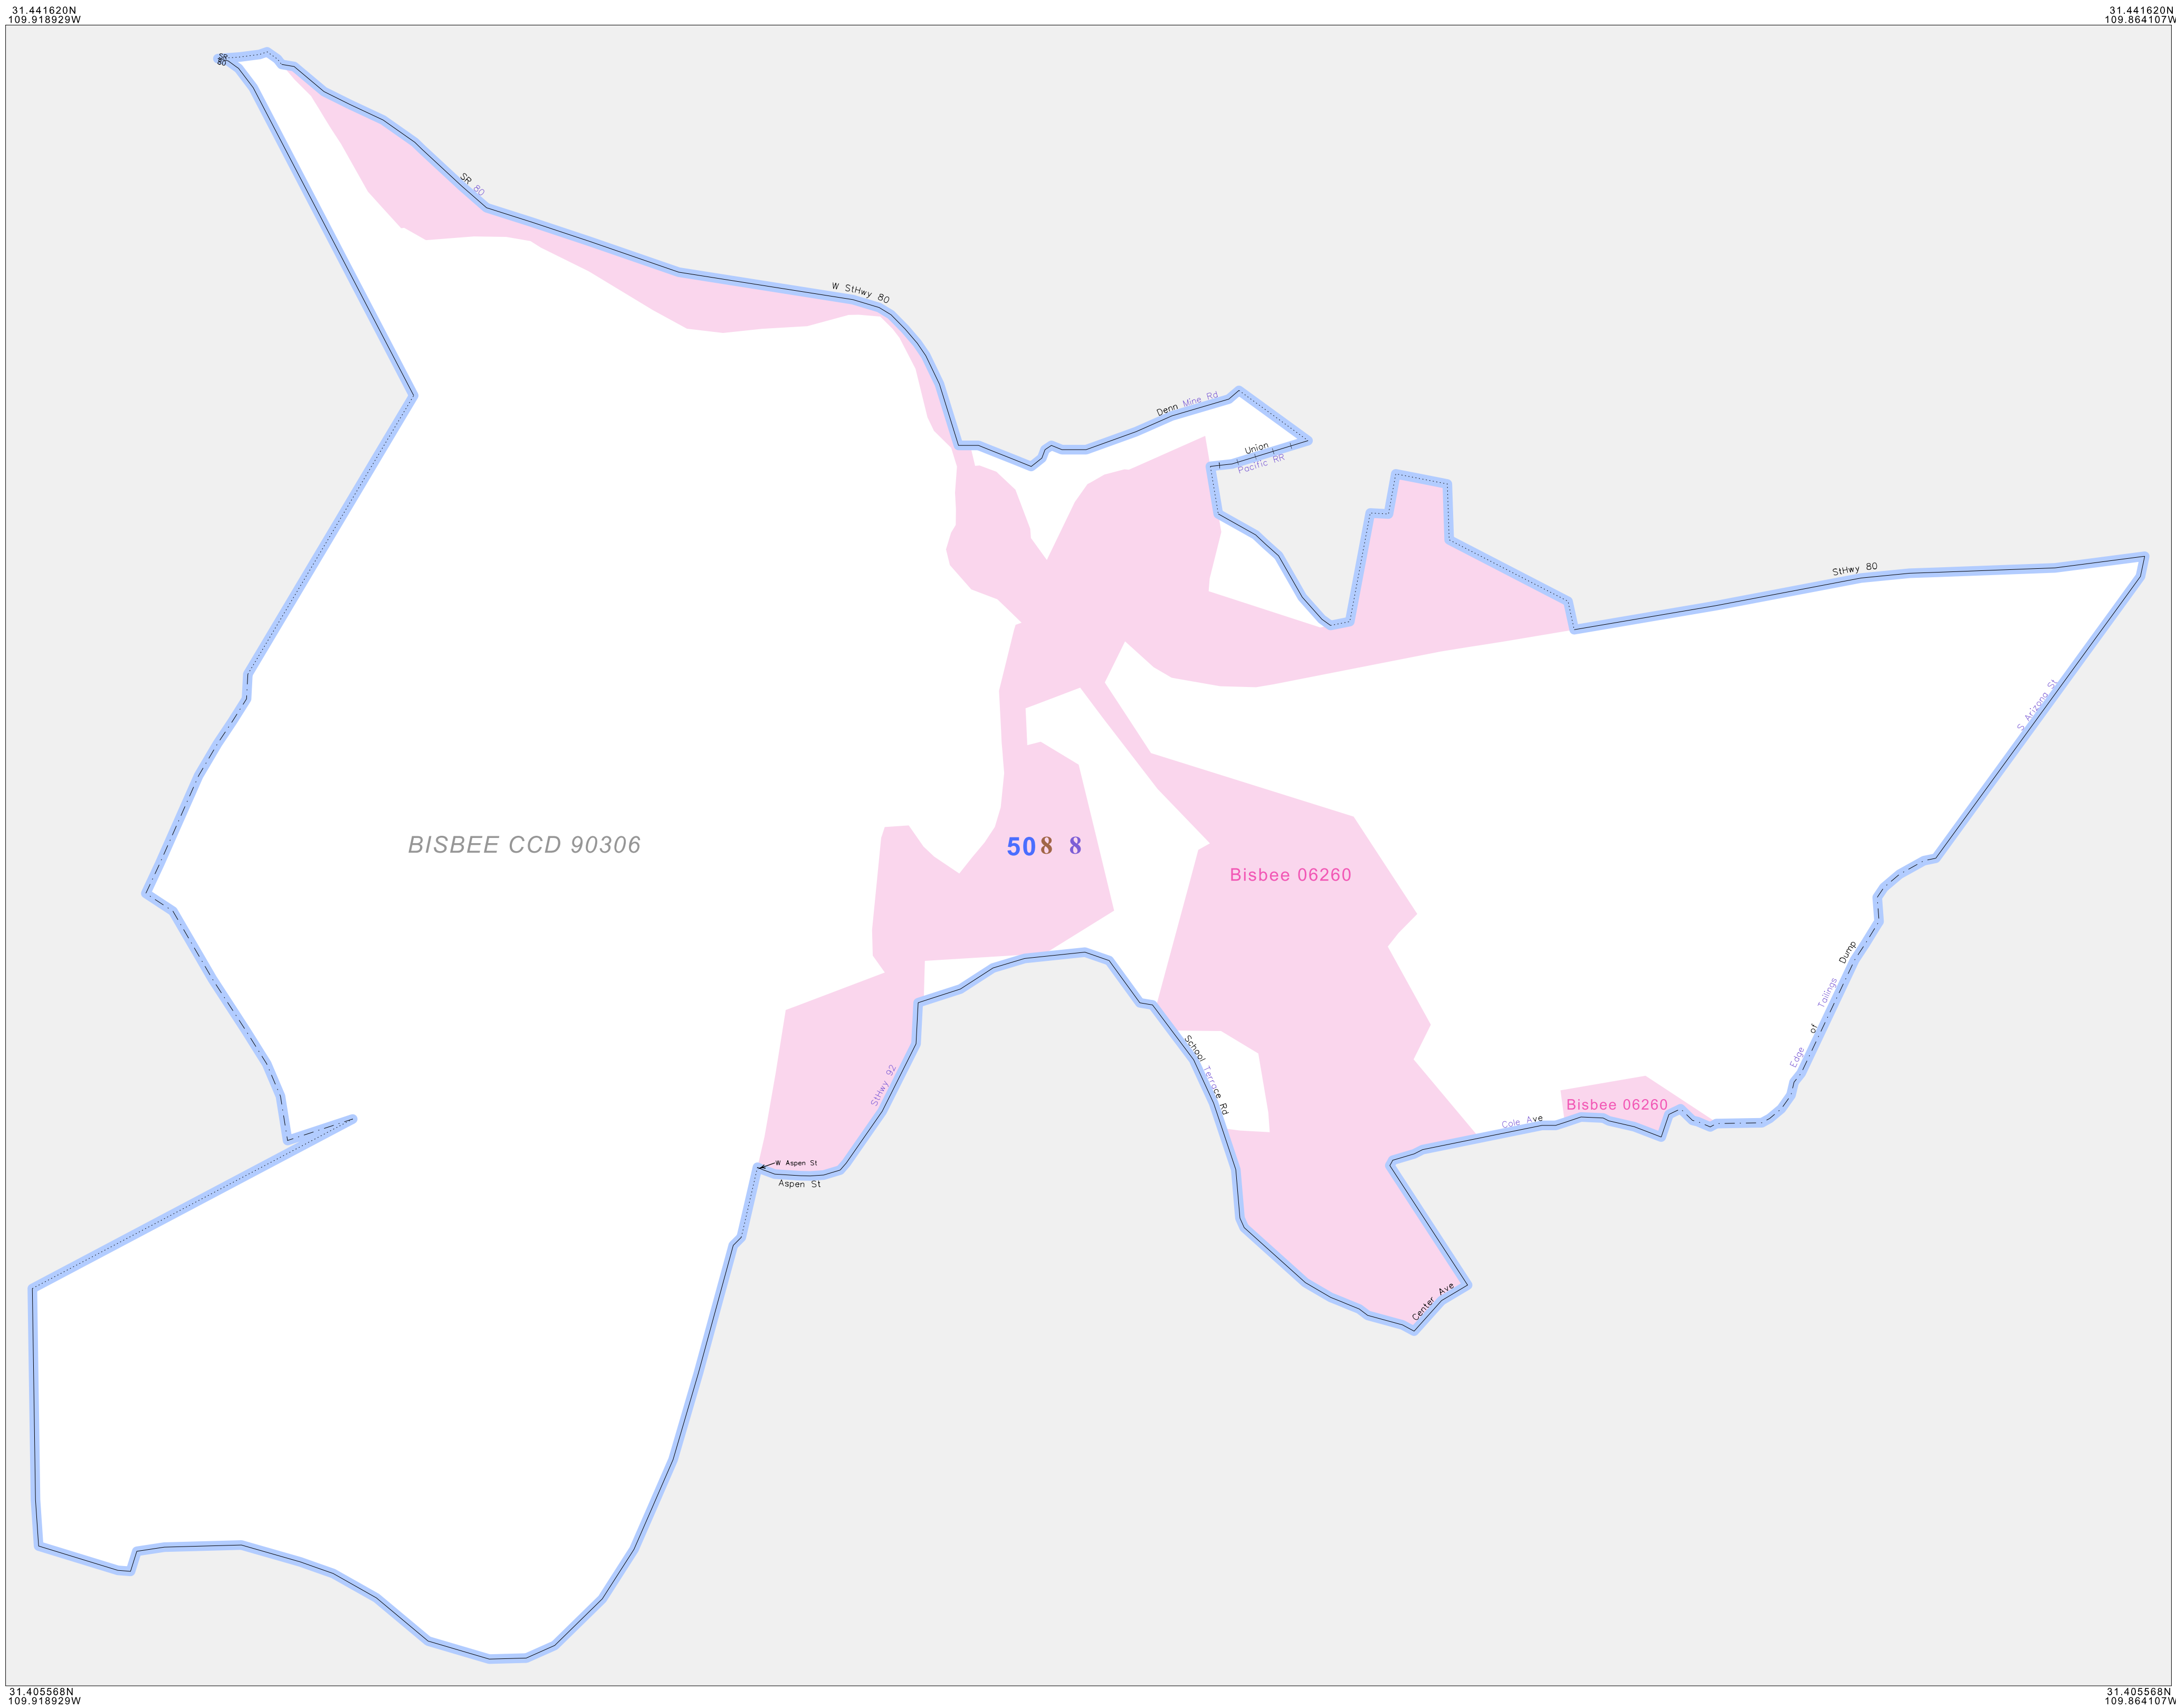 31.441620N
109.918929W
31.441620N
109.864107W
SR
80
SR 80
W StHwy 80
Denn Mine Rd
Union
Pacific RR
StHwy 80
S Arizona St
BISBEE CCD 90306
508 8
Bisbee 06260
Edge of Tailings Dump
School Terrace Rd
StHwy 92
Bisbee 06260
Cole Ave
W Aspen St
Aspen St
Center Ave
31.405568N
109.918929W
31.405568N
109.864107W